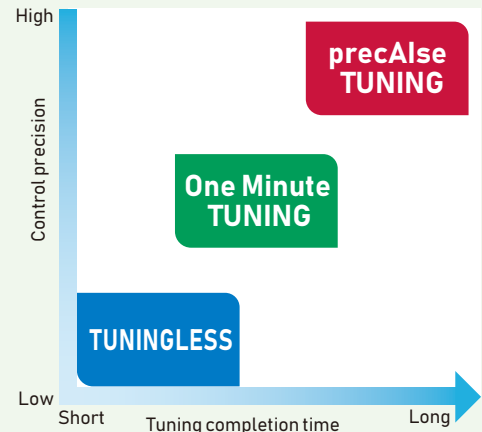 High
precAIse
TUNING
Control precision
One Minute
TUNING
TUNINGLESS
Low
Short
Tuning completion time
Long